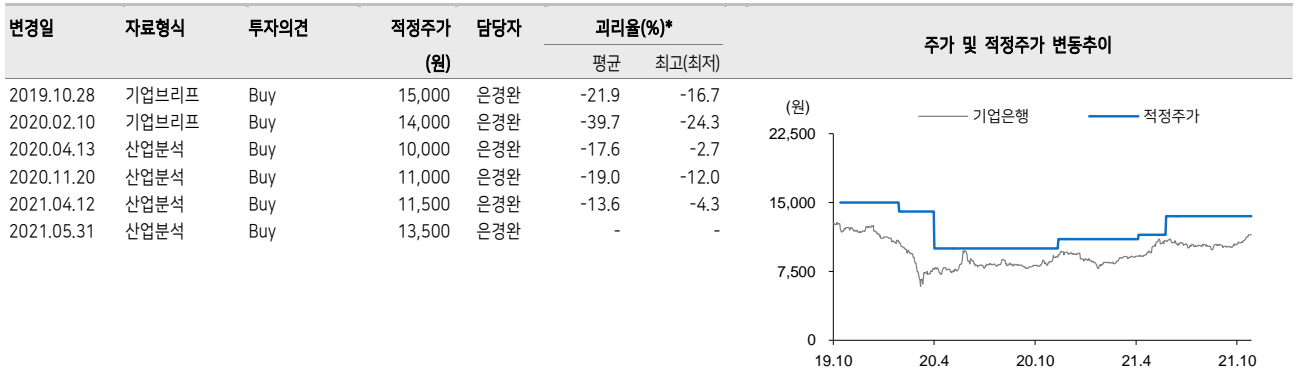 변경일 자료형식 투자의견 적정주가 담당자 괴리율(%)*
(원) 평균 최고(최저)
2019.10.28 기업브리프 Buy 15,000 은경완 -21.9 -16.7
2020.02.10 기업브리프 Buy 14,000 은경완 -39.7 -24.3
2020.04.13 산업분석 Buy 10,000 은경완 -17.6 -2.7
2020.11.20 산업분석 Buy 11,000 은경완 -19.0 -12.0
2021.04.12 산업분석 Buy 11,500 은경완 -13.6 -4.3
2021.05.31 산업분석 Buy 13,500 은경완 - -
주가 및 적정주가 변동추이
(원) 기업은행 적정주가
22,500
15,000
7,500
0
19.10 20.4 20.10 21.4 21.10